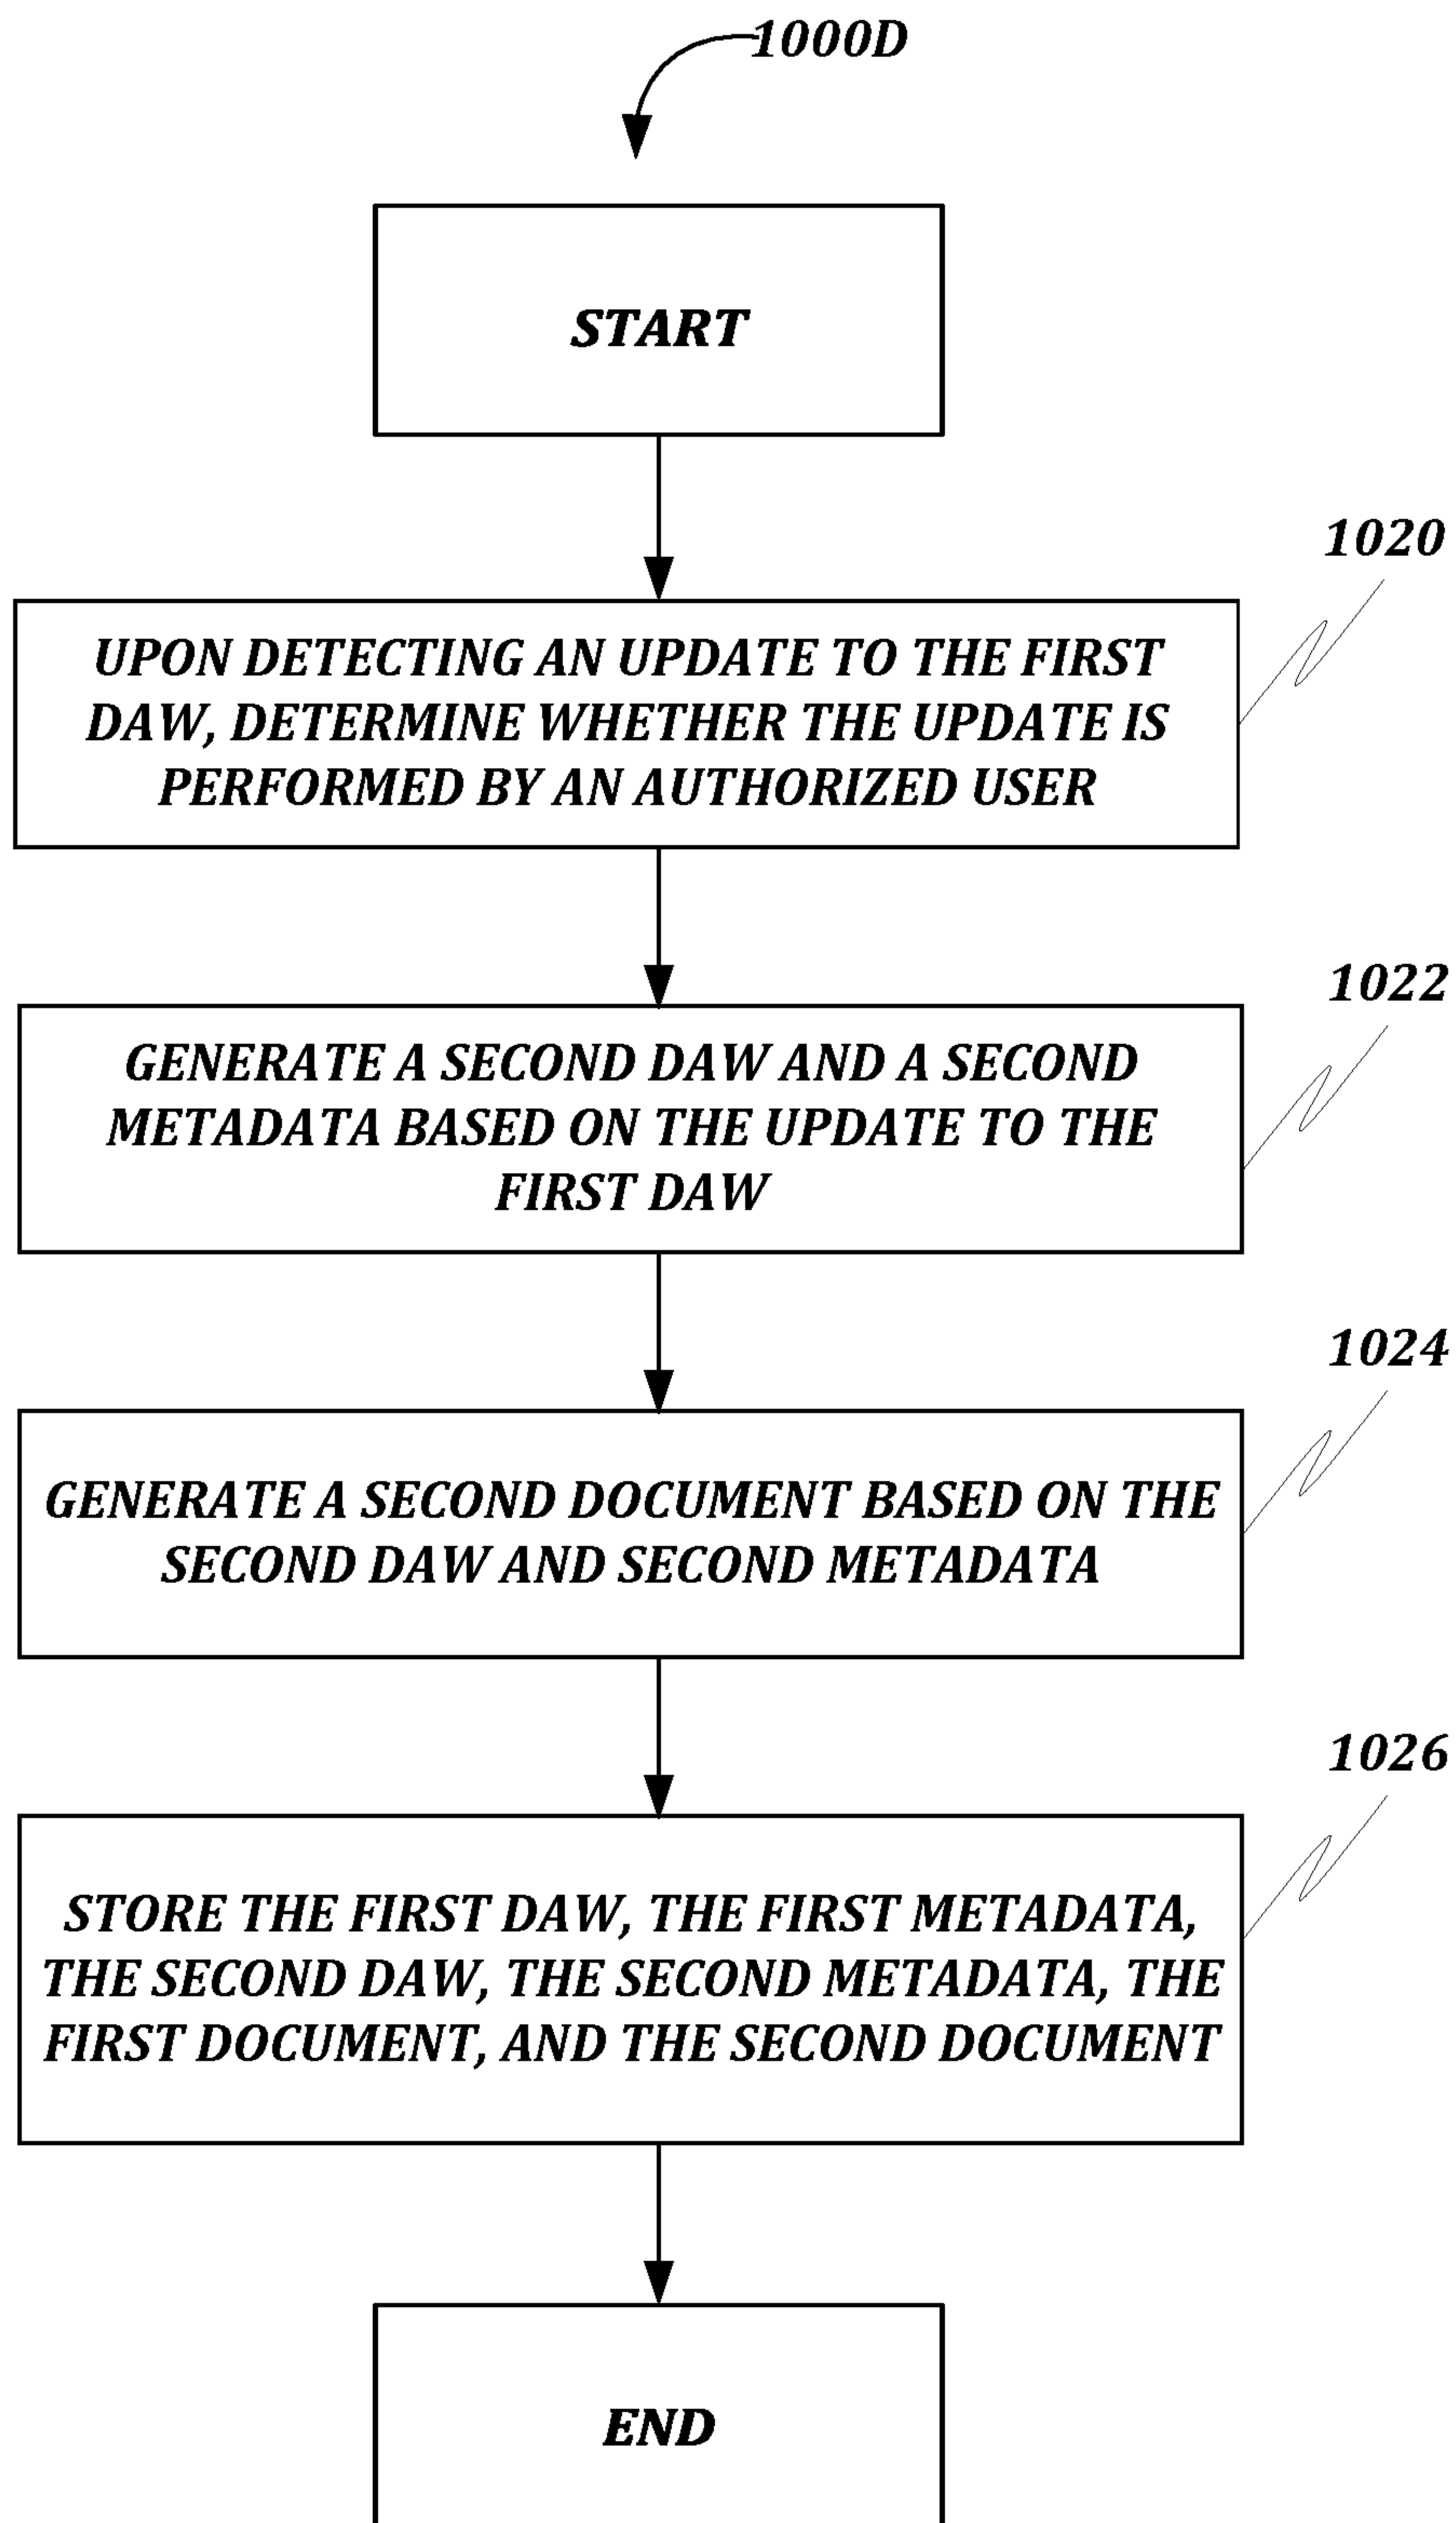 1000D
START
1020
UPON DETECTING AN UPDATE TO THE FIRST
DAW, DETERMINE WHETHER THE UPDATE IS
PERFORMED BY AN AUTHORIZED USER
1022
GENERATE A SECOND DAW AND A SECOND
METADATA BASED ON THE UPDATE TO THE
FIRST DAW
1024
GENERATE A SECOND DOCUMENT BASED ON THE
SECOND DAW AND SECOND METADATA
1026
STORE THE FIRST DAW, THE FIRST METADATA,
THE SECOND DAW, THE SECOND METADATA, THE
FIRST DOCUMENT, AND THE SECOND DOCUMENT
END